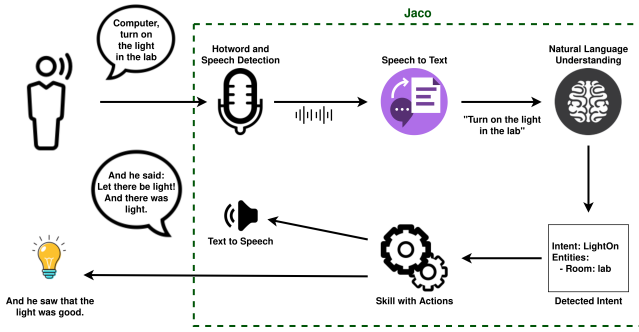 Jaco
Computer,
turn on
the light
in the lab
Hotword and
Speech Detection
Speech to Text
Natural Language
Understanding
"Turn on the light
in the lab"
And he said:
Let there be light!
And there was
light.
Text to Speech
Intent: LightOn
Entities:
- Room: lab
And he saw that the
light was good.
Skill with Actions
Detected Intent